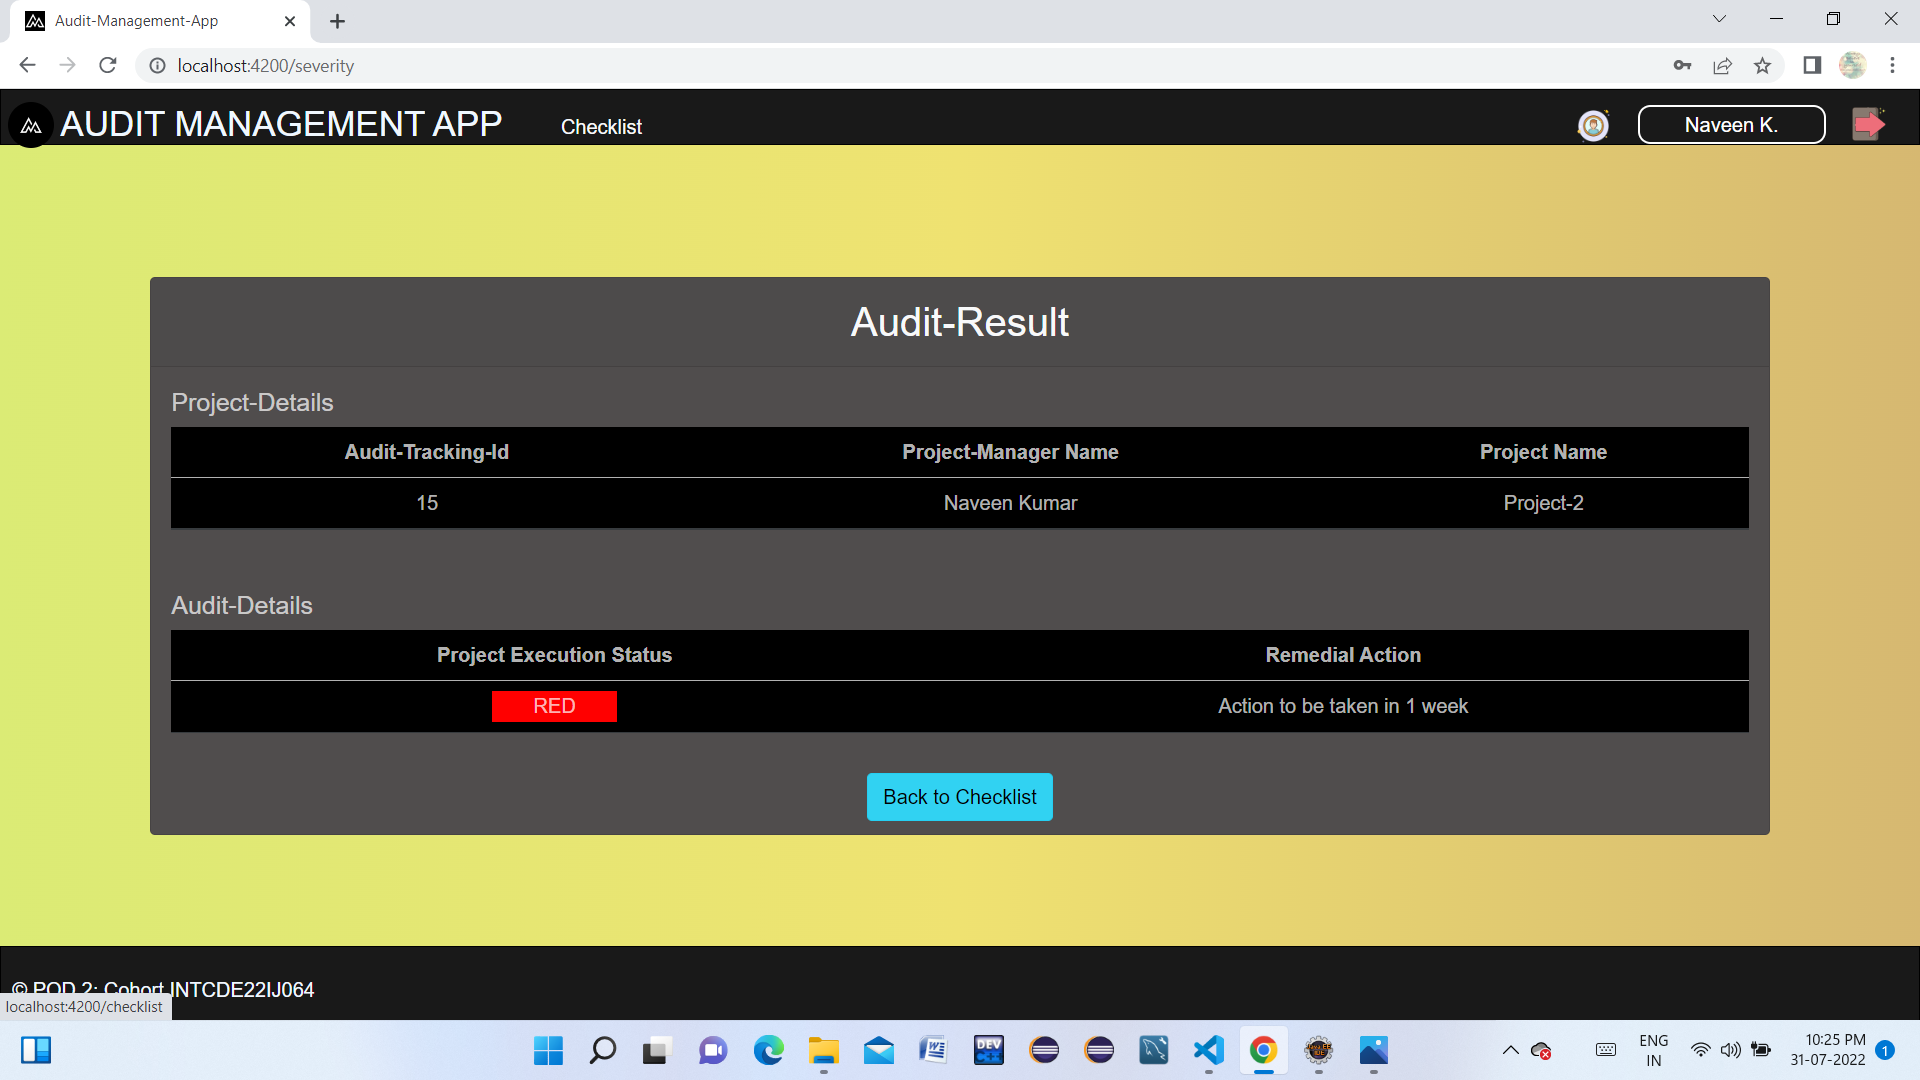 Audit-Management-App
localhost:4200/severity
AUDIT MANAGEMENT APP
Checklist
Naveen K.
Audit-Result
Project-Details
Audit-Tracking-Id Project-Manager Name Project Name
15 Naveen Kumar Project-2
Audit-Details
Project Execution Status Remedial Action
RED Action to be taken in 1 week
Back to Checklist
© POD 2: Cohort INTCDE22IJ064
localhost:4200/checklist
W
DEV
C++
ENG
IN
10:25 PM
31-07-2022
1